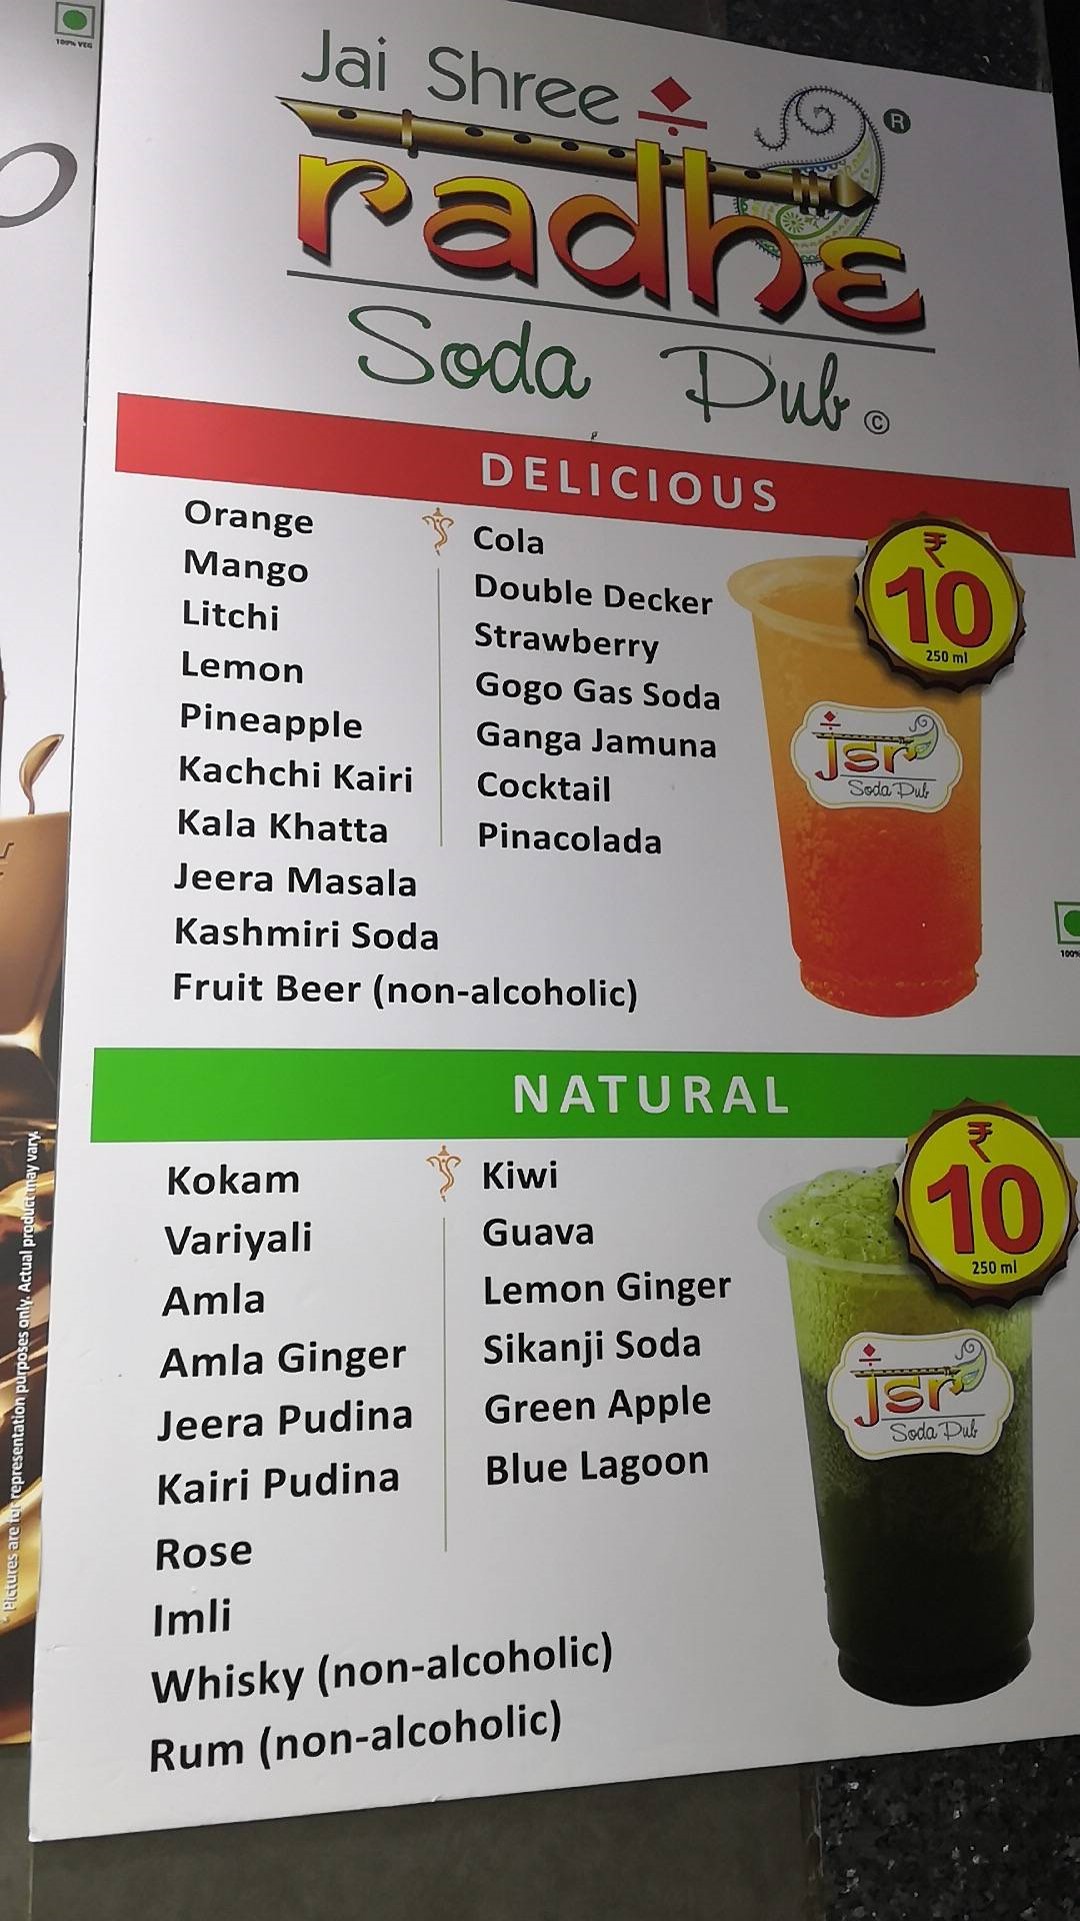 100% VEG
Jai Shree
radhe
®
Soda Pub ©
DELICIOUS
Orange
Mango
Litchi
Lemon
Pineapple
Kachchi Kairi
Kala Khatta
Jeera Masala
Kashmiri Soda
Fruit Beer (non-alcoholic)
Cola
Double Decker
Strawberry
Gogo Gas Soda
Ganga Jamuna
Cocktail
Pinacolada
₹
10
250 ml
jsr
Soda Pub
100%
NATURAL
Kokam
Variyali
Amla
Amla Ginger
Jeera Pudina
Kairi Pudina
Rose
Imli
Whisky (non-alcoholic)
Rum (non-alcoholic)
Kiwi
Guava
Lemon Ginger
Sikanji Soda
Green Apple
Blue Lagoon
₹
10
250 ml
jsr
Soda Pub
* Pictures are for representation purposes only. Actual product may vary.